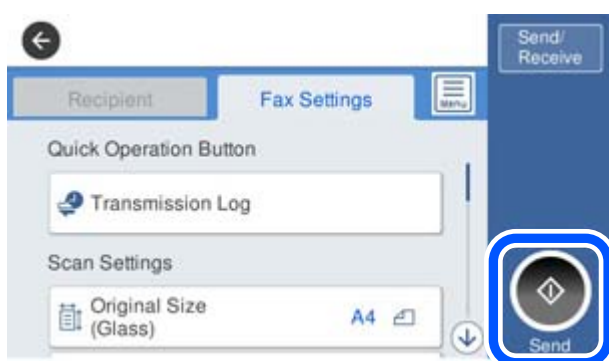 Send/
Receive
Recipient
Fax Settings
Menu
Quick Operation Button
Transmission Log
Scan Settings
Original Size
(Glass)
A4
Send